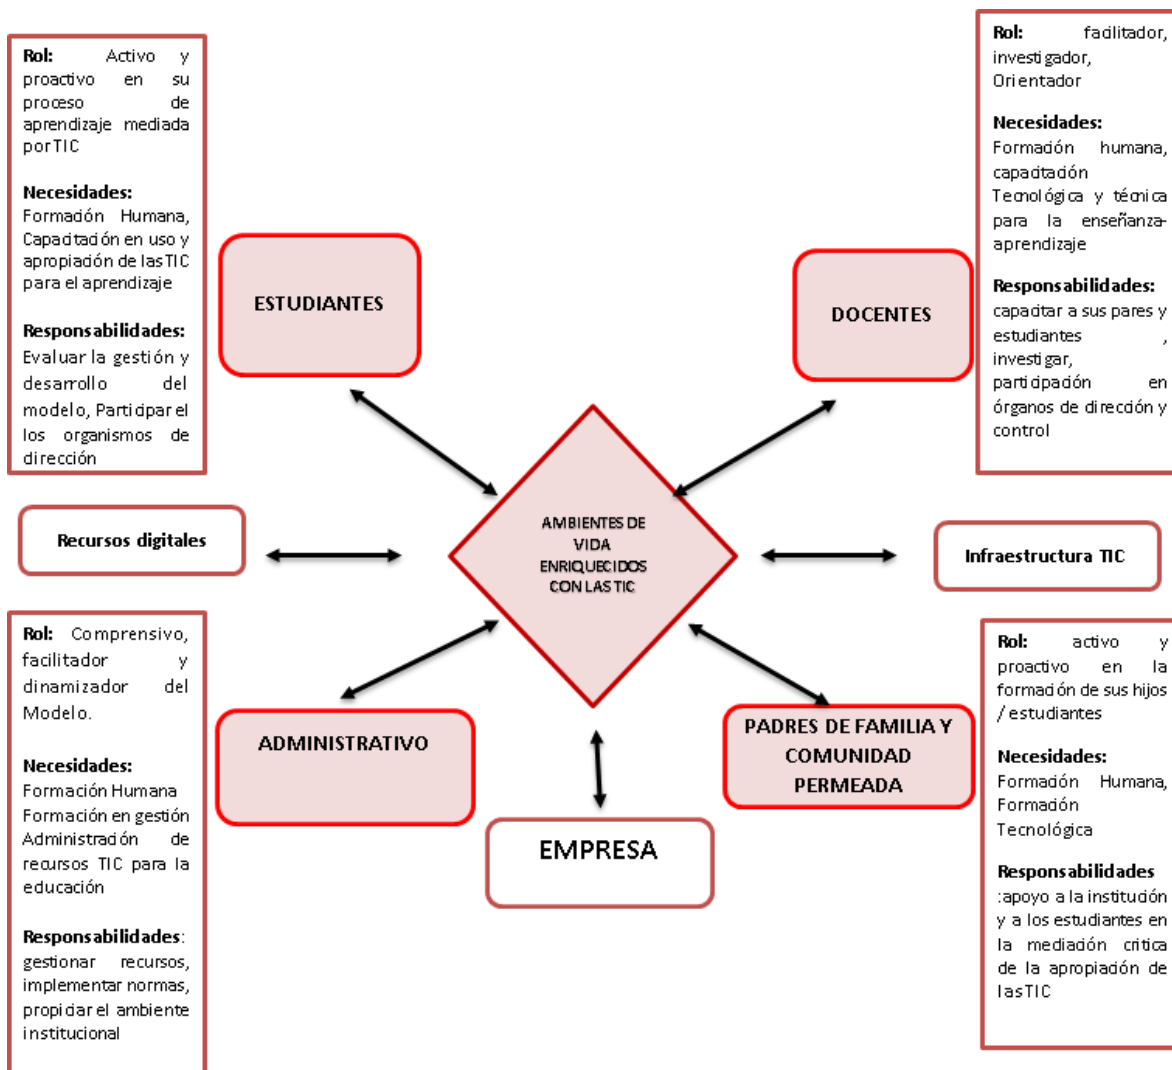 Rol: Activo y
proactivo en su
proceso de
aprendizaje mediada
por TIC
Necesidades:
Formación Humana,
Capacitación en uso y
apropiación de las TIC
para el aprendizaje
Responsabilidades:
Evaluar la gestión y
desarrollo del
modelo, Participar el
los organismos de
dirección
ESTUDIANTES
DOCENTES
Rol: facilitador,
investigador,
Orientador
Necesidades:
Formación humana,
capacitación
Tecnológica y técnica
para la enseñanza-
aprendizaje
Responsabilidades:
capacitar a sus pares y
estudiantes ,
investigar,
participación en
órganos de dirección y
control
Recursos digitales
AMBIENTES DE
VIDA
ENRIQUECIDOS
CON LAS TIC
Infraestructura TIC
Rol: Comprensivo,
facilitador y
dinamizador del
Modelo.
Necesidades:
Formación Humana
Formación en gestión
Administración de
recursos TIC para la
educación
Responsabilidades:
gestionar recursos,
implementar normas,
propiciar el ambiente
institucional
ADMINISTRATIVO
EMPRESA
PADRES DE FAMILIA Y
COMUNIDAD
PERMEADA
Rol: activo y
proactivo en la
formación de sus hijos
/ estudiantes
Necesidades:
Formación Humana,
Formación
Tecnológica
Responsabilidades
:apoyo a la institución
y a los estudiantes en
la mediación critica
de la apropiación de
las TIC